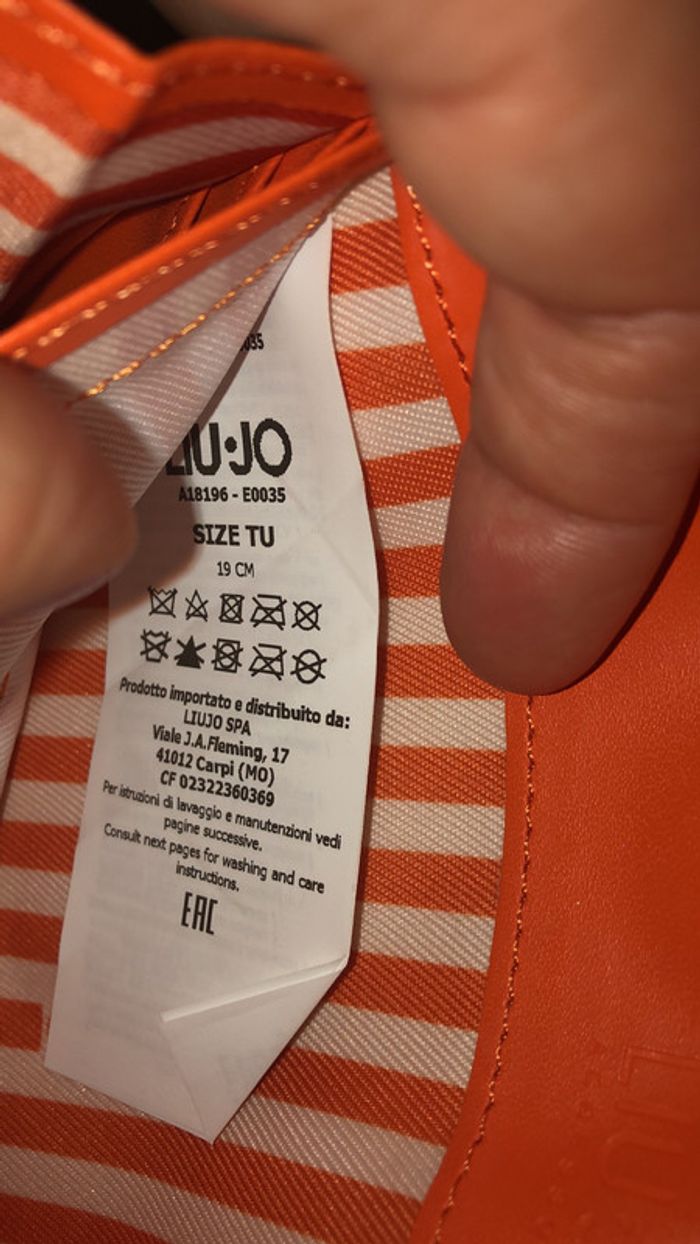 035
LIU·JO
A18196 - E0035
SIZE TU
19 CM
Prodotto importato e distribuito da:
LIUJO SPA
Viale J.A.Fleming, 17
41012 Carpi (MO)
CF 02322360369
Per istruzioni di lavaggio e manutenzioni vedi
pagine successive.
Consult next pages for washing and care
instructions.
EAC